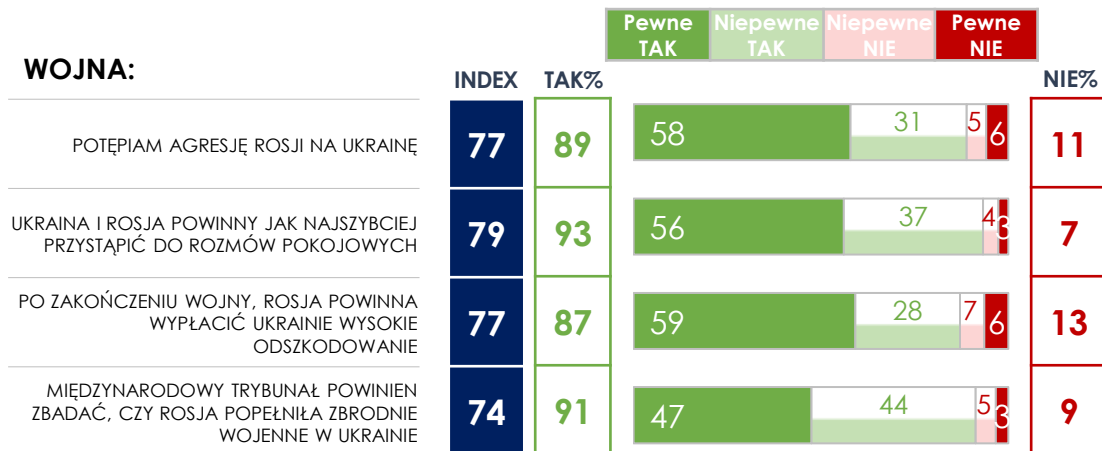 Pewne TAK
Niepewne TAK
Niepewne NIE
Pewne NIE
WOJNA:
INDEX
TAK%
NIE%
POTĘPIAM AGRESJĘ ROSJI NA UKRAINĘ
77
89
58
31
5
6
11
UKRAINA I ROSJA POWINNY JAK NAJSZYBCIEJ
PRZYSTĄPIĆ DO ROZMÓW POKOJOWYCH
79
93
56
37
4
3
7
PO ZAKOŃCZENIU WOJNY, ROSJA POWINNA
WYPŁACIĆ UKRAINIE WYSOKIE
ODSZKODOWANIE
77
87
59
28
7
6
13
MIĘDZYNARODOWY TRYBUNAŁ POWINIEN
ZBADAĆ, CZY ROSJA POPEŁNIŁA ZBRODNIE
WOJENNE W UKRAINIE
74
91
47
44
5
3
9